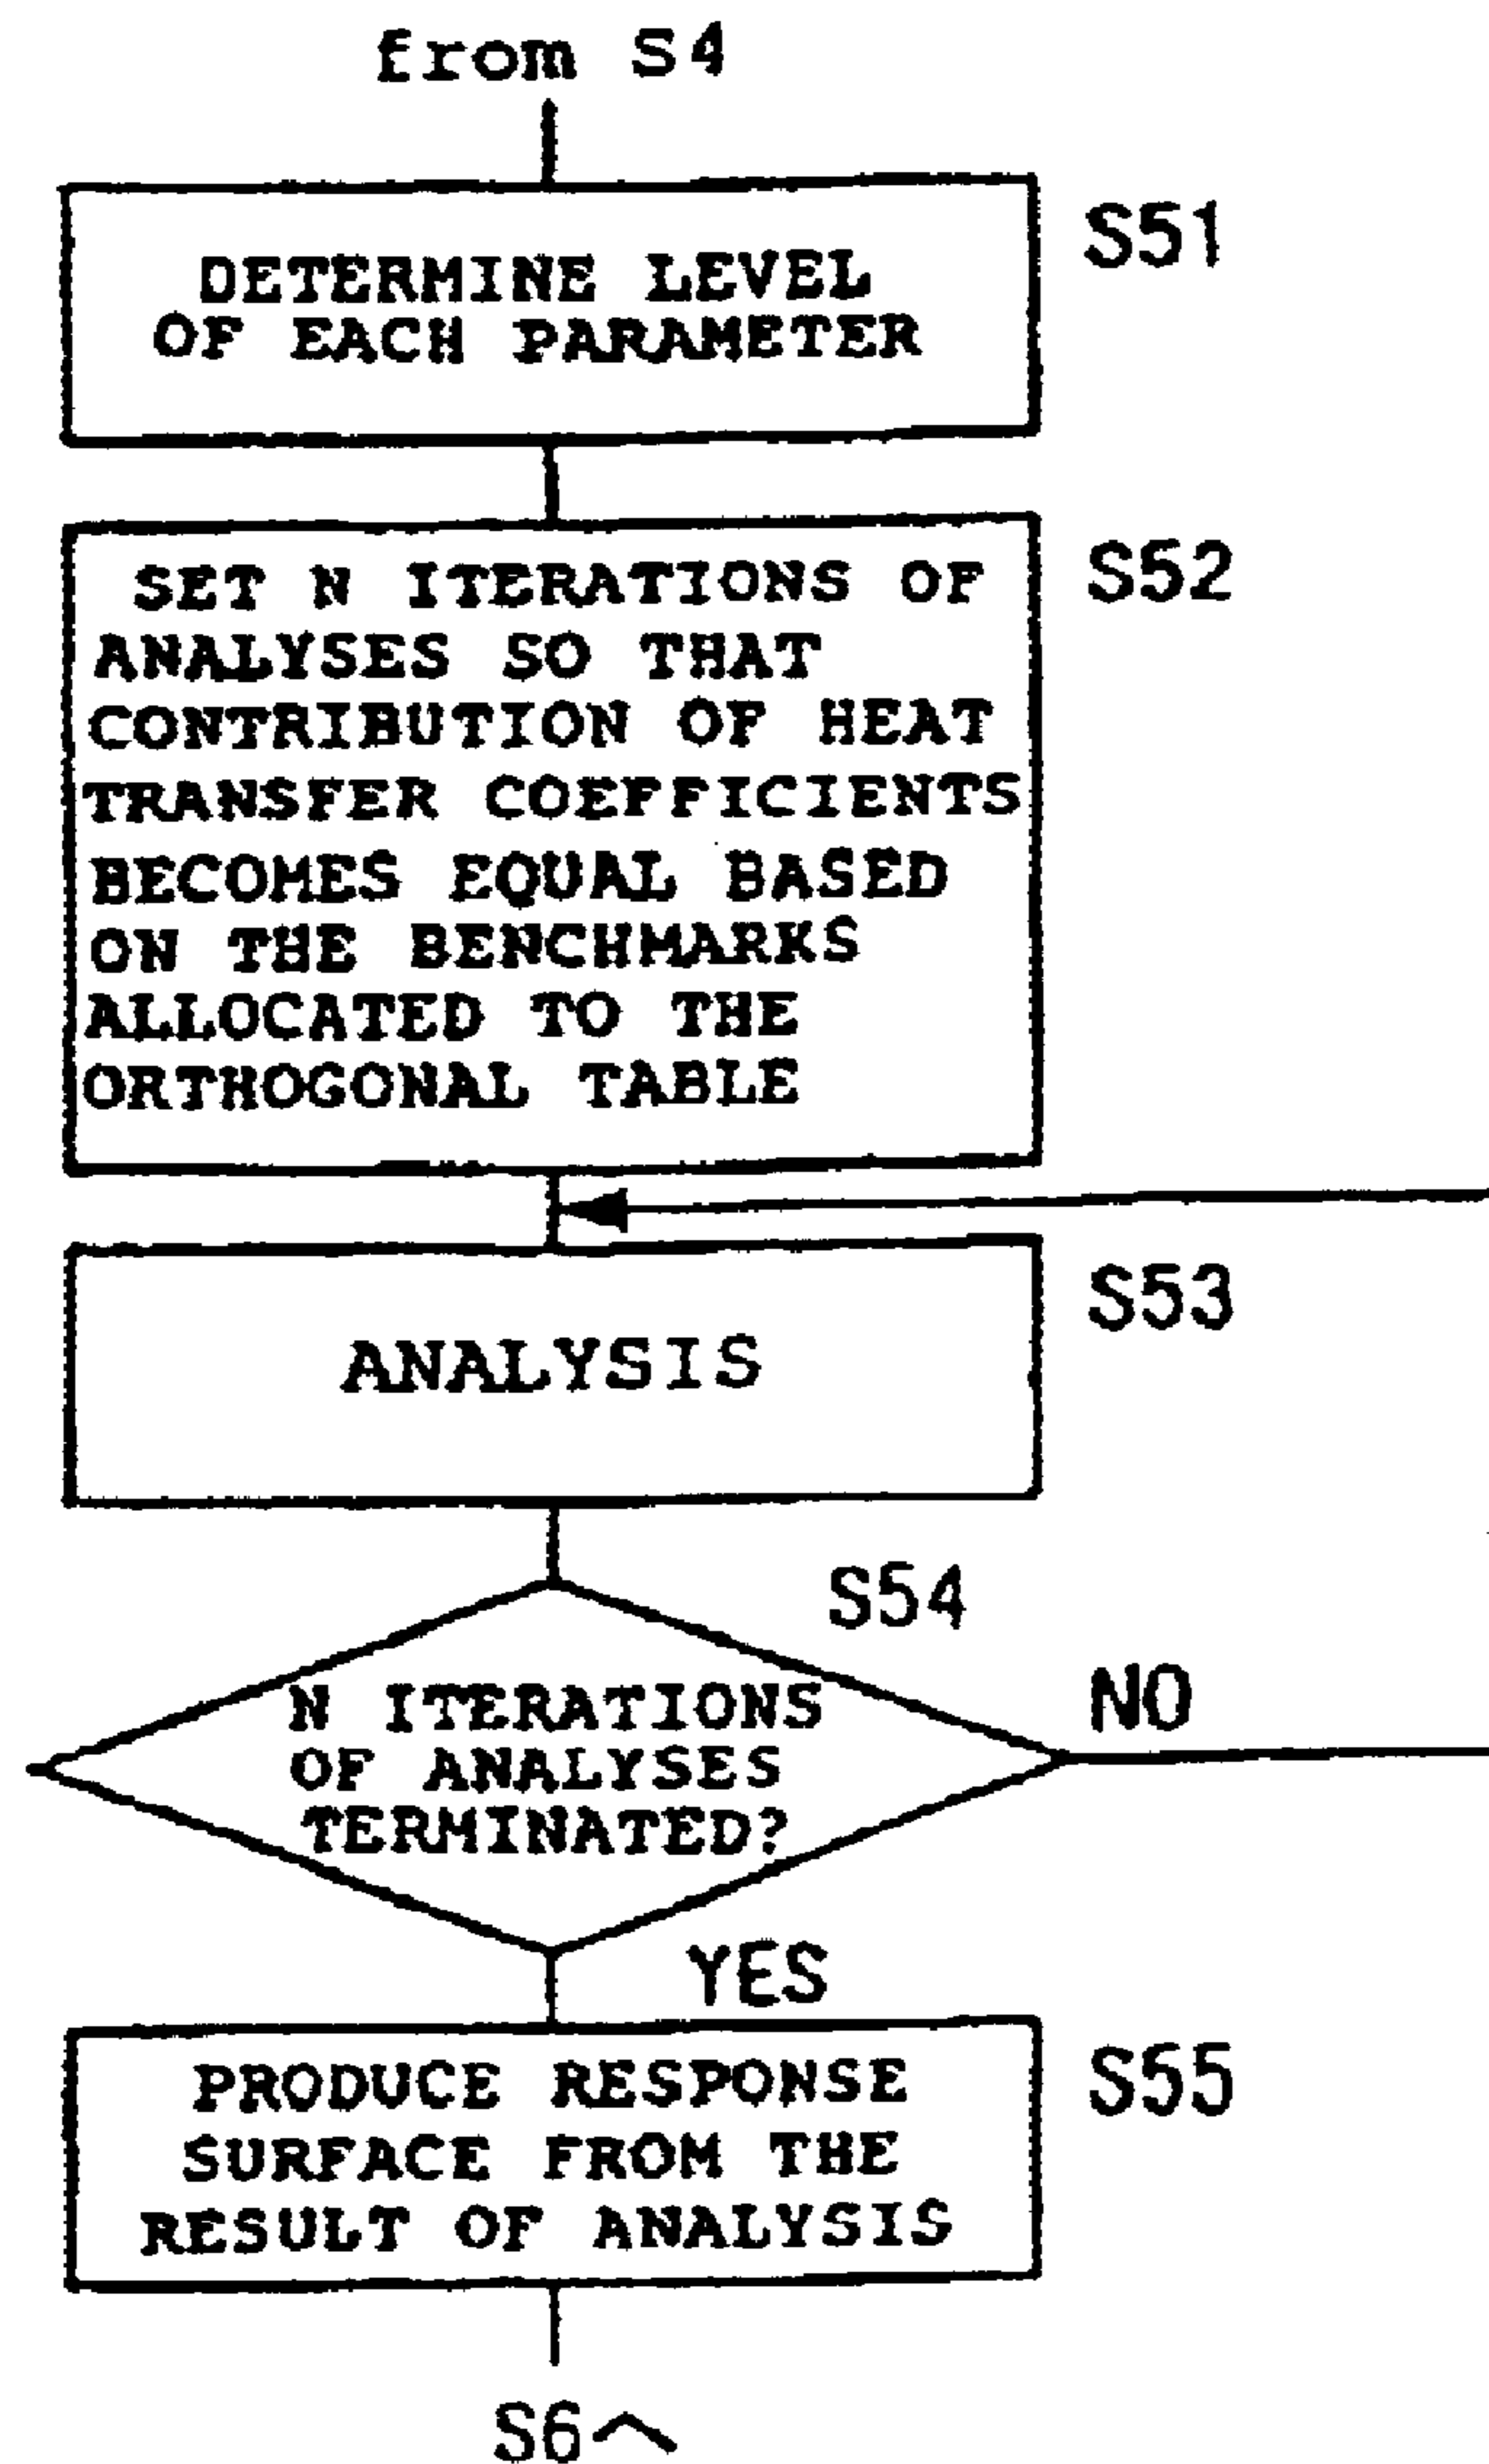 from S4
DETERMINE LEVEL
OF EACH PARAMETER
S51
SET N ITERATIONS OF
ANALYSES SO THAT
CONTRIBUTION OF HEAT
TRANSFER COEFFICIENTS
BECOMES EQUAL BASED
ON THE BENCHMARKS
ALLOCATED TO THE
ORTHOGONAL TABLE
S52
ANALYSIS
S53
S54
N ITERATIONS
OF ANALYSES
TERMINATED?
NO
YES
PRODUCE RESPONSE
SURFACE FROM THE
RESULT OF ANALYSIS
S55
S6へ